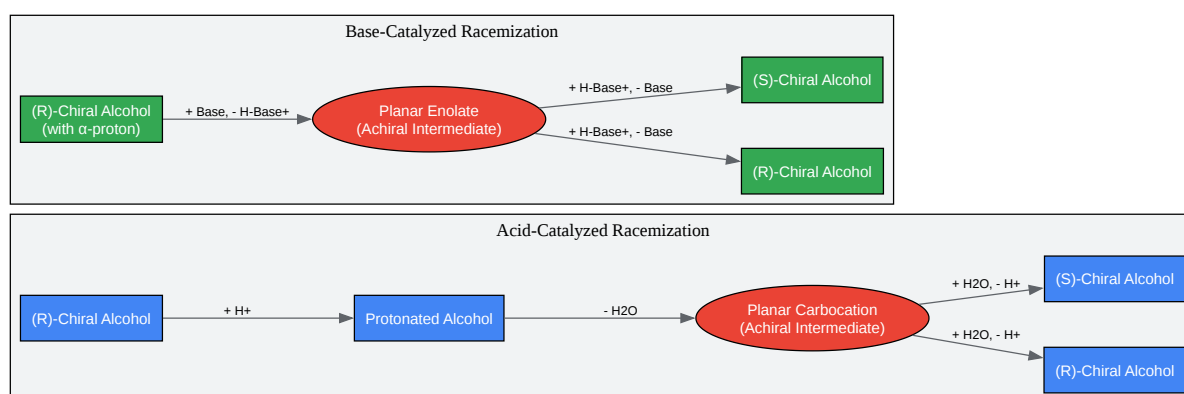 Base-Catalyzed Racemization
(R)-Chiral Alcohol
(with α-proton)
+ Base, - H-Base+
Planar Enolate
(Achiral Intermediate)
+ H-Base+, - Base
(S)-Chiral Alcohol
+ H-Base+, - Base
(R)-Chiral Alcohol
Acid-Catalyzed Racemization
(R)-Chiral Alcohol
+ H+
Protonated Alcohol
- H2O
Planar Carbocation
(Achiral Intermediate)
+ H2O, - H+
(S)-Chiral Alcohol
+ H2O, - H+
(R)-Chiral Alcohol